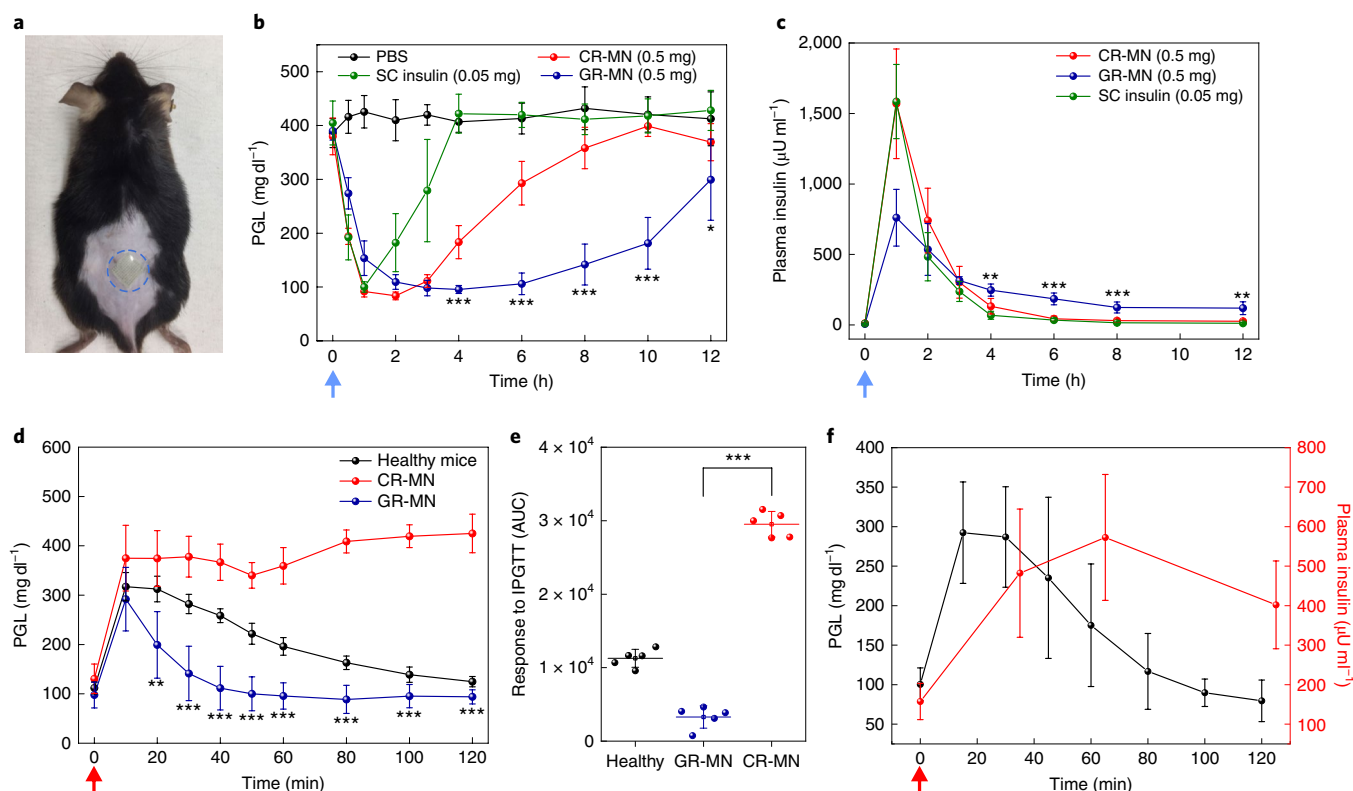 a
b
PBS
CR-MN (0.5 mg)
SC insulin (0.05 mg)
GR-MN (0.5 mg)
500
400
300
200
100
0
PGL (mg dl⁻¹)
***
***
***
***
*
0 2 4 6 8 10 12
Time (h)
c
CR-MN (0.5 mg)
GR-MN (0.5 mg)
SC insulin (0.05 mg)
2,000
1,500
1,000
500
0
Plasma insulin (μU ml⁻¹)
**
***
***
**
0 2 4 6 8 10 12
Time (h)
d
Healthy mice
CR-MN
GR-MN
600
500
400
300
200
100
0
PGL (mg dl⁻¹)
**
***
***
***
***
***
***
***
0 20 40 60 80 100 120
Time (min)
e
4 × 10⁴
3 × 10⁴
2 × 10⁴
1 × 10⁴
0
Response to IPGTT (AUC)
***
Healthy GR-MN CR-MN
f
400
350
300
250
200
150
100
50
PGL (mg dl⁻¹)
800
700
600
500
400
300
200
100
Plasma insulin (μU ml⁻¹)
0 20 40 60 80 100 120
Time (min)